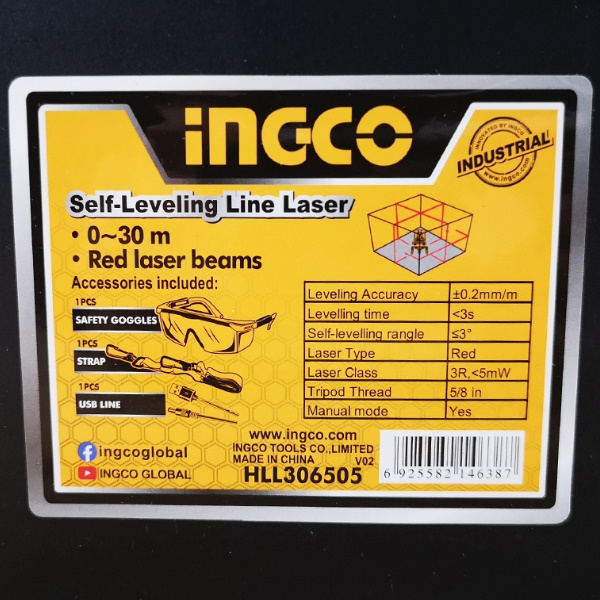 INGCO
INNOVATED BY INGCO
INDUSTRIAL
www.ingco.com
Self-Leveling Line Laser
• 0~30 m
• Red laser beams
Accessories included:
1PCS
SAFETY GOGGLES
1PCS
STRAP
1PCS
USB LINE
Leveling Accuracy ±0.2mm/m
Levelling time <3s
Self-levelling range ≤3°
Laser Type Red
Laser Class 3R,<5mW
Tripod Thread 5/8 in
Manual mode Yes
ingcoglobal
INGCO GLOBAL
www.ingco.com
INGCO TOOLS CO.,LIMITED
MADE IN CHINA V02
HLL306505
6 925582 146387